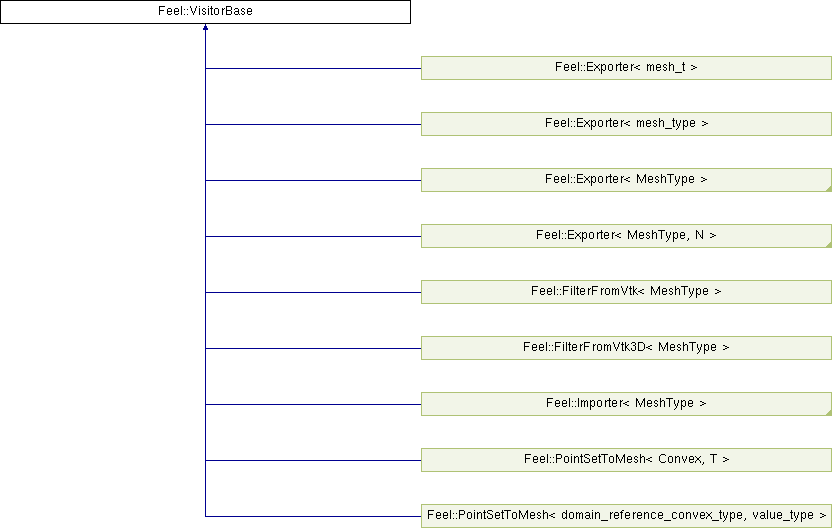 Feel::VisitorBase
Feel::Exporter< mesh_t >
Feel::Exporter< mesh_type >
Feel::Exporter< MeshType >
Feel::Exporter< MeshType, N >
Feel::FilterFromVtk< MeshType >
Feel::FilterFromVtk3D< MeshType >
Feel::Importer< MeshType >
Feel::PointSetToMesh< Convex, T >
Feel::PointSetToMesh< domain_reference_convex_type, value_type >